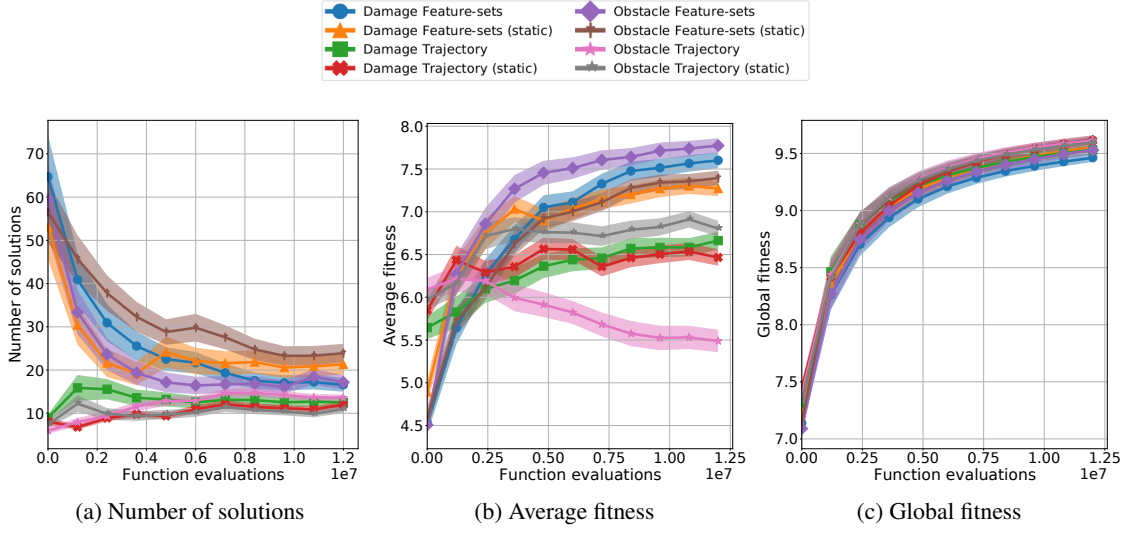 Damage Feature-sets
Damage Feature-sets (static)
Damage Trajectory
Damage Trajectory (static)
Obstacle Feature-sets
Obstacle Feature-sets (static)
Obstacle Trajectory
Obstacle Trajectory (static)
Number of solutions
70
60
50
40
30
20
10
0.0 0.2 0.4 0.6 0.8 1.0 1.2
1e7
Function evaluations
(a) Number of solutions
Average fitness
8.0
7.5
7.0
6.5
6.0
5.5
5.0
4.5
0.00 0.25 0.50 0.75 1.00 1.25
1e7
Function evaluations
(b) Average fitness
Global fitness
9.5
9.0
8.5
8.0
7.5
7.0
0.00 0.25 0.50 0.75 1.00 1.25
1e7
Function evaluations
(c) Global fitness